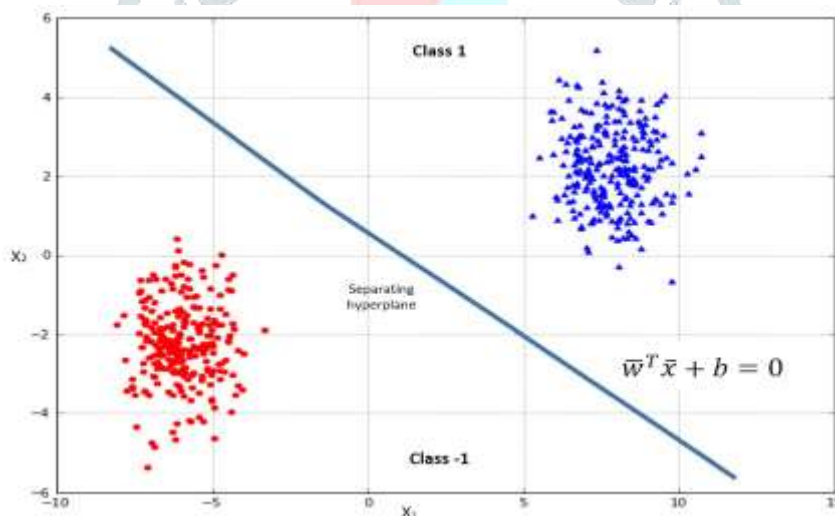 6
Class 1
4
2
X₂
0
Separating
hyperplane
−2
w̅ᵀx̅ + b = 0
−4
Class -1
−6
−10
−5
0
5
10
15
X₁